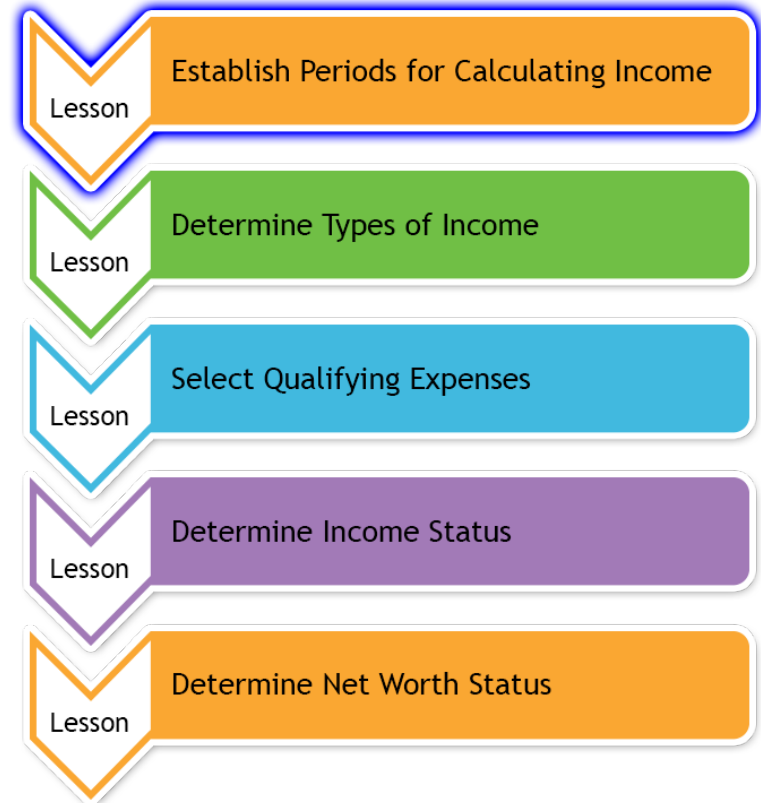 Establish Periods for Calculating Income
Lesson
Determine Types of Income
Lesson
Select Qualifying Expenses
Lesson
Determine Income Status
Lesson
Determine Net Worth Status
Lesson